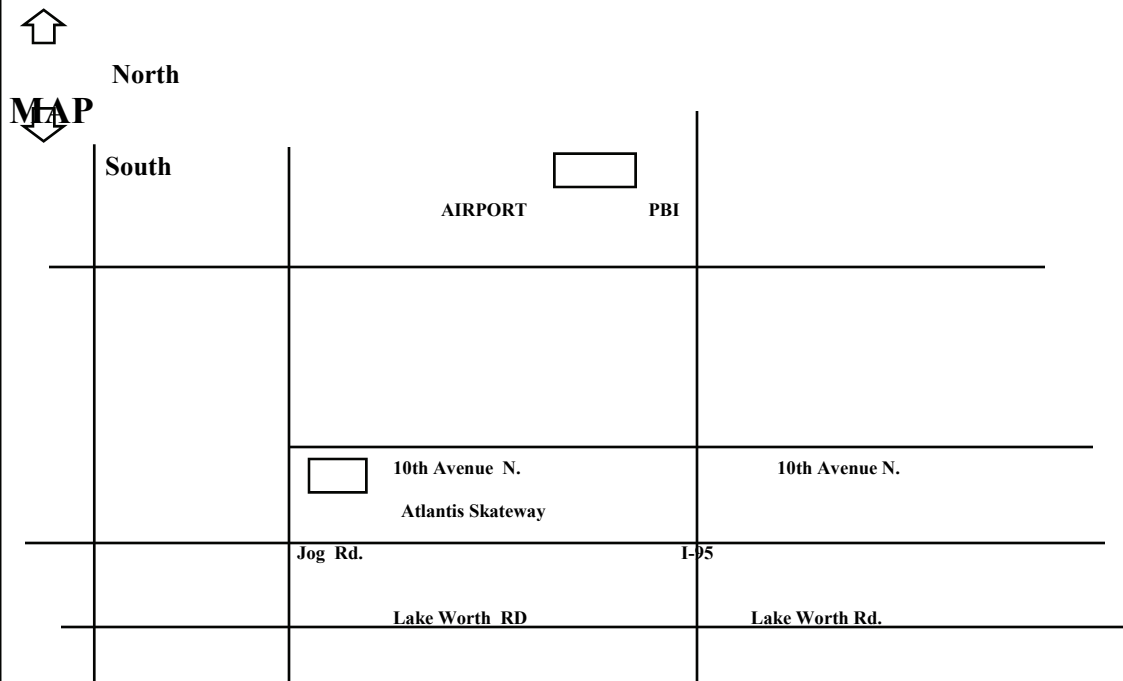 North
MAP
South
AIRPORT PBI
10th Avenue N. 10th Avenue N.
Atlantis Skateway
Jog Rd. I-95
Lake Worth RD Lake Worth Rd.